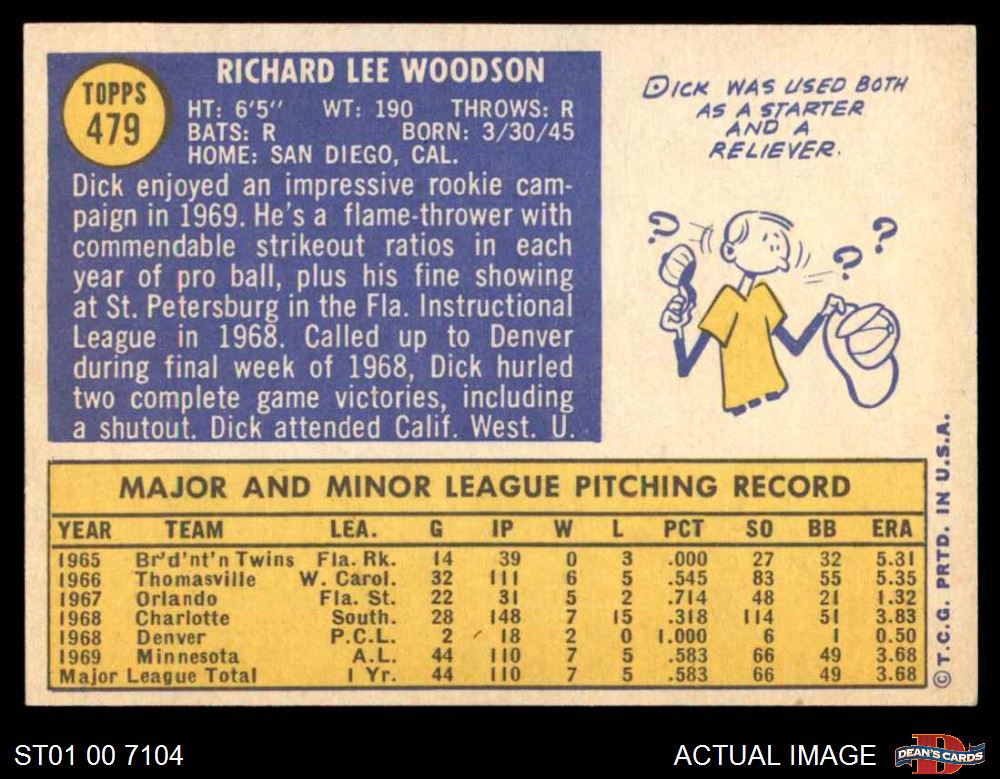 TOPPS
479
RICHARD LEE WOODSON
HT: 6'5" WT: 190 THROWS: R
BATS: R BORN: 3/30/45
HOME: SAN DIEGO, CAL.
Dick enjoyed an impressive rookie cam-
paign in 1969. He's a flame-thrower with
commendable strikeout ratios in each
year of pro ball, plus his fine showing
at St. Petersburg in the Fla. Instructional
League in 1968. Called up to Denver
during final week of 1968, Dick hurled
two complete game victories, including
a shutout. Dick attended Calif. West. U.
DICK WAS USED BOTH
AS A STARTER
AND A
RELIEVER.
? ? ?
MAJOR AND MINOR LEAGUE PITCHING RECORD
YEAR TEAM LEA. G IP W L PCT SO BB ERA
1965 Br'd'nt'n Twins Fla. Rk. 14 39 0 3 .000 27 32 5.31
1966 Thomasville W. Carol. 32 111 6 5 .545 83 55 5.35
1967 Orlando Fla. St. 22 31 5 2 .714 48 21 1.32
1968 Charlotte South. 28 148 7 15 .318 114 51 3.83
1968 Denver P.C.L. 2 18 2 0 1.000 6 1 0.50
1969 Minnesota A.L. 44 110 7 5 .583 66 49 3.68
Major League Total 1 Yr. 44 110 7 5 .583 66 49 3.68
© T.C.G. PRTD. IN U.S.A.
ST01 00 7104
ACTUAL IMAGE
D
DEAN'S CARDS